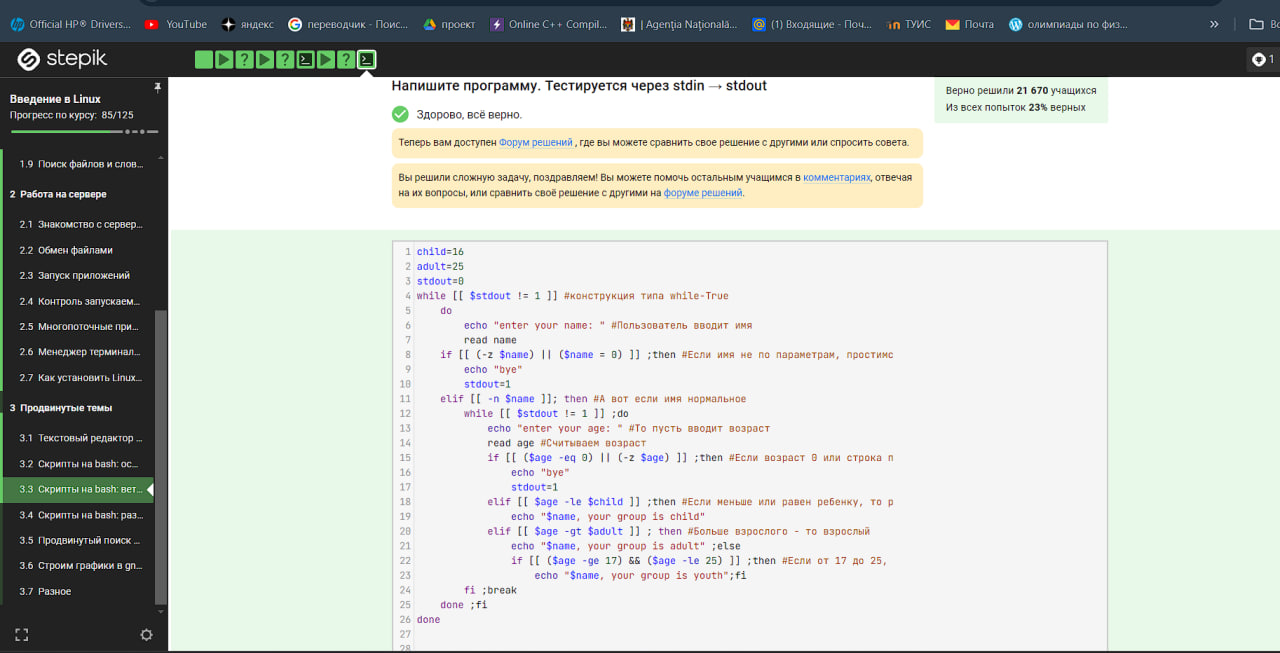 Official HP® Drivers...
YouTube
яндекс
переводчик - Поис...
проект
Online C++ Compil...
| Agenția Națională...
(1) Входящие - Поч...
ТУИС
Почта
олимпиады по физ...
»
stepik
1
Введение в Linux
Прогресс по курсу: 85/125
1.9 Поиск файлов и слов...
2 Работа на сервере
2.1 Знакомство с сервер...
2.2 Обмен файлами
2.3 Запуск приложений
2.4 Контроль запускаем...
2.5 Многопоточные при...
2.6 Менеджер терминал...
2.7 Как установить Linux...
3 Продвинутые темы
3.1 Текстовый редактор ...
3.2 Скрипты на bash: ос...
3.3 Скрипты на bash: вет...
3.4 Скрипты на bash: раз...
3.5 Продвинутый поиск ...
3.6 Строим графики в gn...
3.7 Разное
Напишите программу. Тестируется через stdin → stdout
Здорово, всё верно.
Теперь вам доступен Форум решений , где вы можете сравнить свое решение с другими или спросить совета.
Вы решили сложную задачу, поздравляем! Вы можете помочь остальным учащимся в комментариях, отвечая
на их вопросы, или сравнить своё решение с другими на форуме решений.
Верно решили 21 670 учащихся
Из всех попыток 23% верных
1 child=16
2 adult=25
3 stdout=0
4 while [[ $stdout != 1 ]] #конструкция типа while-True
5 do
6 echo "enter your name: " #Пользователь вводит имя
7 read name
8 if [[ (-z $name) || ($name = 0) ]] ;then #Если имя не по параметрам, простимс
9 echo "bye"
10 stdout=1
11 elif [[ -n $name ]]; then #А вот если имя нормальное
12 while [[ $stdout != 1 ]] ;do
13 echo "enter your age: " #То пусть вводит возраст
14 read age #Считываем возраст
15 if [[ ($age -eq 0) || (-z $age) ]] ;then #Если возраст 0 или строка п
16 echo "bye"
17 stdout=1
18 elif [[ $age -le $child ]] ;then #Если меньше или равен ребенку, то р
19 echo "$name, your group is child"
20 elif [[ $age -gt $adult ]] ; then #Больше взрослого - то взрослый
21 echo "$name, your group is adult" ;else
22 if [[ ($age -ge 17) && ($age -le 25) ]] ;then #Если от 17 до 25,
23 echo "$name, your group is youth";fi
24 fi ;break
25 done ;fi
26 done
27
28